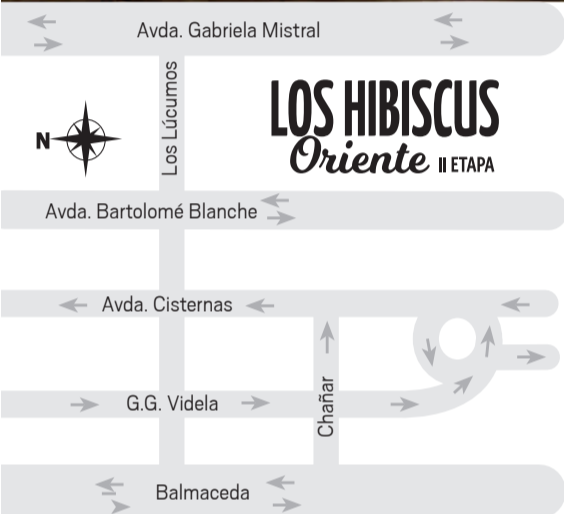 Avda. Gabriela Mistral
Los Lúcumos
LOS HIBISCUS
Oriente II ETAPA
N
Avda. Bartolomé Blanche
Avda. Cisternas
G.G. Videla
Chañar
Balmaceda